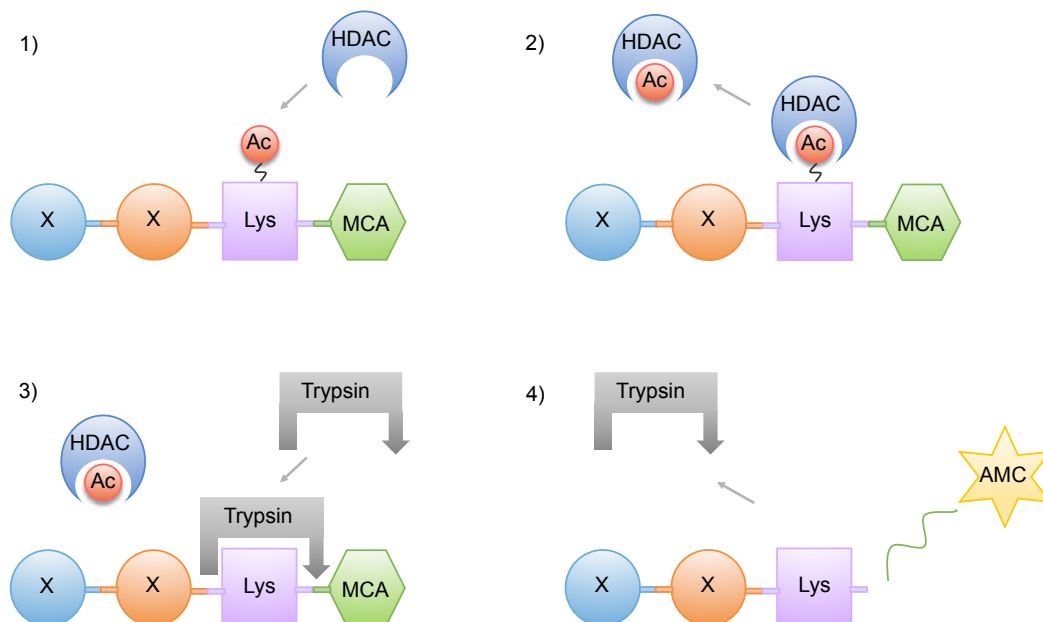 1)
HDAC
Ac
X
X
Lys
MCA
2)
HDAC
Ac
HDAC
Ac
X
X
Lys
MCA
3)
Trypsin
HDAC
Ac
Trypsin
X
X
Lys
MCA
4)
Trypsin
AMC
X
X
Lys